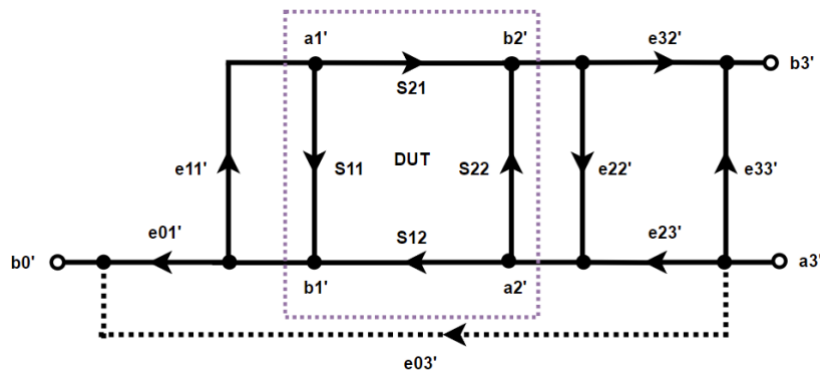 a1'
b2'
e32'
b3'
S21
e11'
S11
DUT
S22
e22'
e33'
e01'
S12
e23'
b0'
b1'
a2'
a3'
e03'